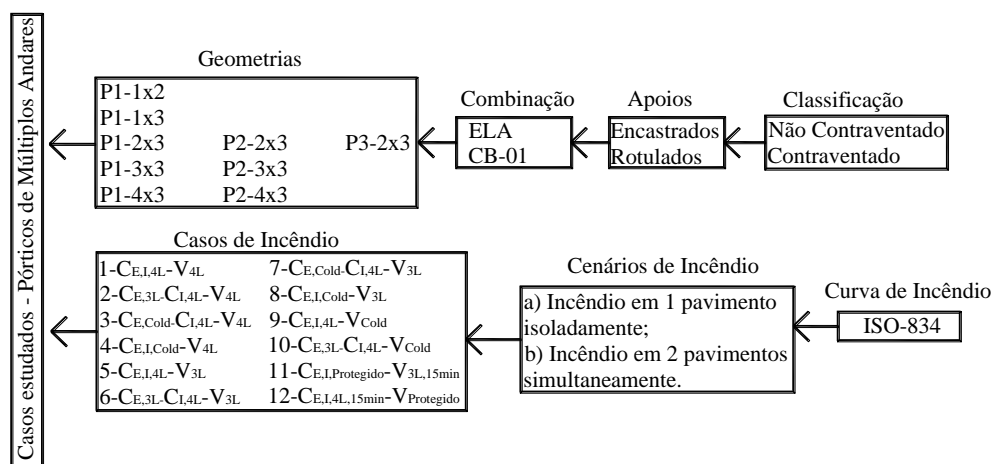 Casos estudados - Pórticos de Múltiplos Andares
Geometrias
P1-1x2
P1-1x3
P1-2x3 P2-2x3 P3-2x3
P1-3x3 P2-3x3
P1-4x3 P2-4x3
Combinação
ELA
CB-01
Apoios
Encastrados
Rotulados
Classificação
Não Contraventado
Contraventado
Casos de Incêndio
1-CE,I,4L-V4L
2-CE,3L-CI,4L-V4L
3-CE,Cold-CI,4L-V4L
4-CE,I,Cold-V4L
5-CE,I,4L-V3L
6-CE,3L-CI,4L-V3L
7-CE,Cold-CI,4L-V3L
8-CE,I,Cold-V3L
9-CE,I,4L-VCold
10-CE,3L-CI,4L-VCold
11-CE,I,Protegido-V3L,15min
12-CE,I,4L,15min-VProtegido
Cenários de Incêndio
a) Incêndio em 1 pavimento
isoladamente;
b) Incêndio em 2 pavimentos
simultaneamente.
Curva de Incêndio
ISO-834